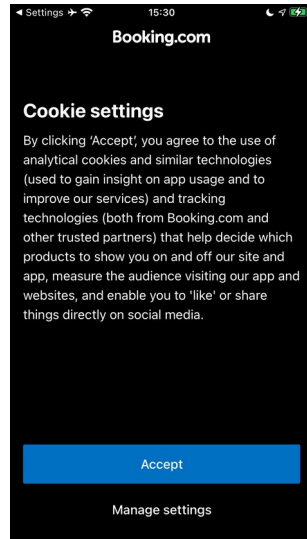 Settings 15:30
Booking.com
Cookie settings
By clicking ‘Accept’, you agree to the use of
analytical cookies and similar technologies
(used to gain insight on app usage and to
improve our services) and tracking
technologies (both from Booking.com and
other trusted partners) that help decide which
products to show you on and off our site and
app, measure the audience visiting our app and
websites, and enable you to 'like' or share
things directly on social media.
Accept
Manage settings